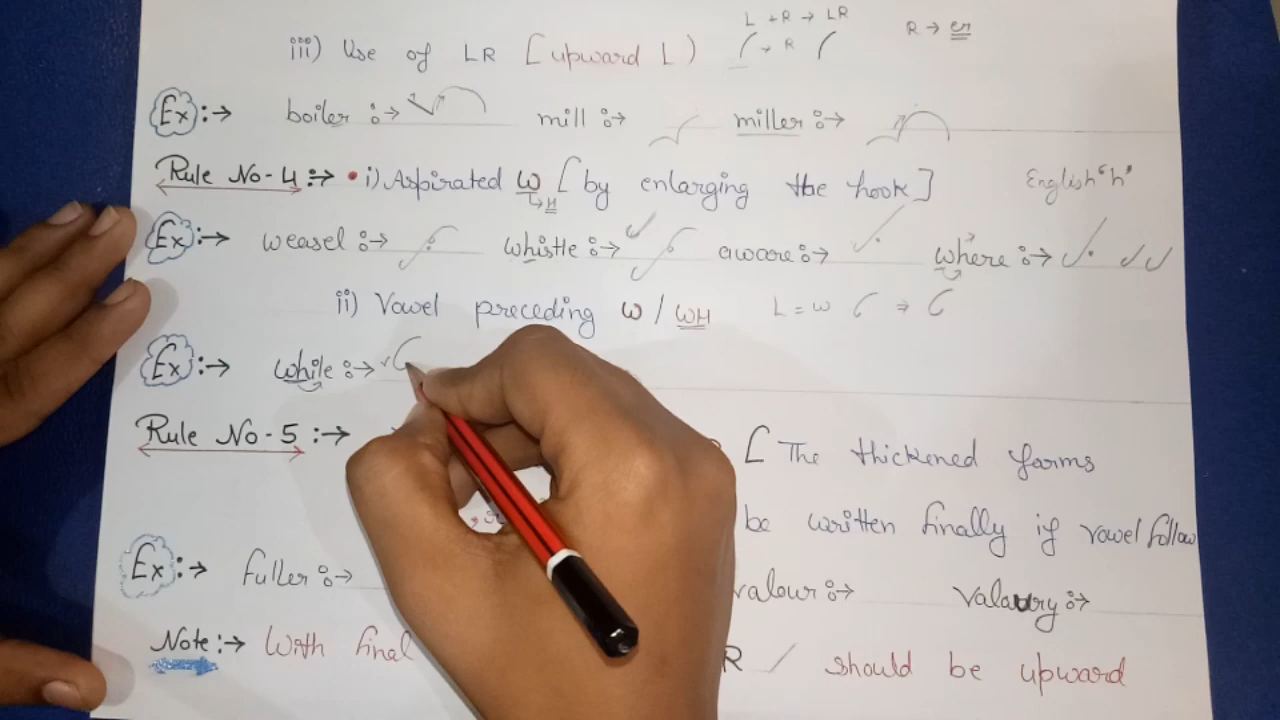 L + R → LR
R → er
iii) Use of LR [upward L) → R
Ex:→ boiler :→ mill :→ miller :→
Rule No-4 :→ • i) Aspirated W [by enlarging the hook] English 'h'
H
Ex:→ weasel :→ whistle :→ aware :→ where :→
ii) Vowel preceding W / WH L = W ⇒
Ex:→ while :→
Rule No-5 :→ [The thickened forms
be written finally if vowel follow
Ex:→ fuller :→ valour :→ Valaury :→
Note:→ With final R / should be upward